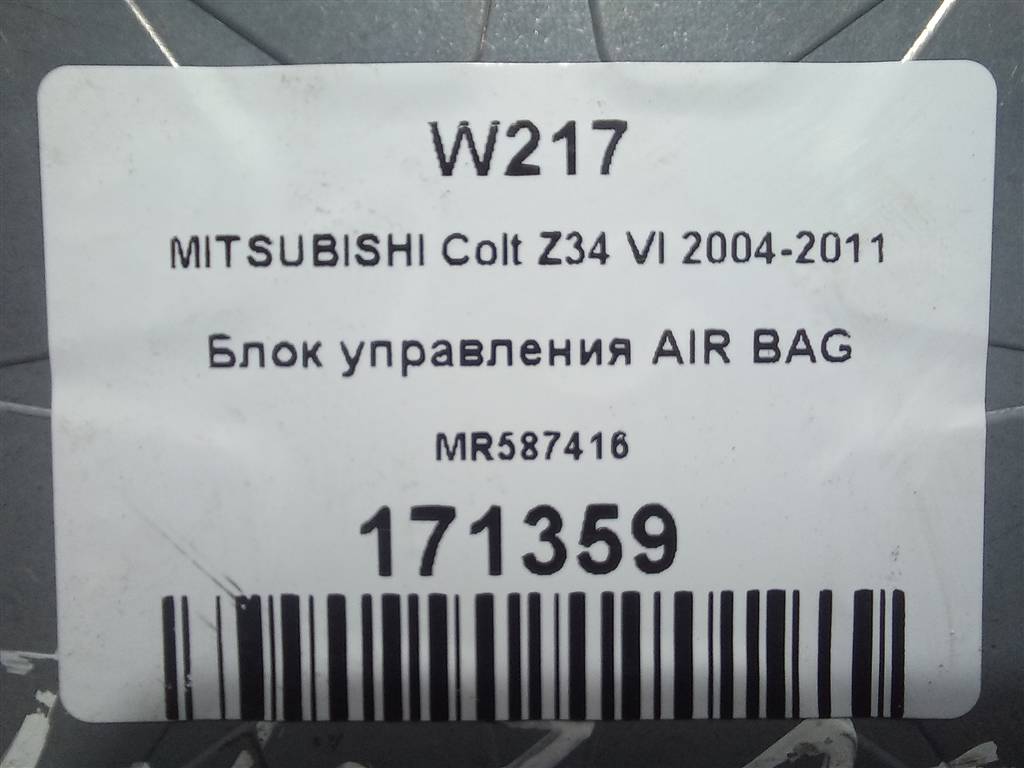 W217
MITSUBISHI Colt Z34 VI 2004-2011
Блок управления AIR BAG
MR587416
171359